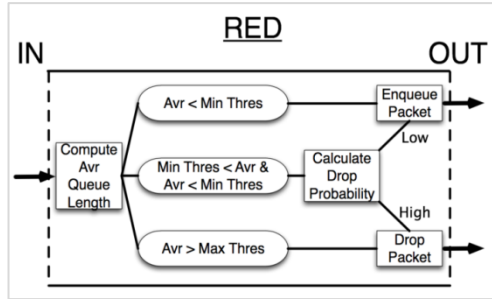 RED
IN
OUT
Avr < Min Thres
Enqueue
Packet
Low
Compute
Avr
Queue
Length
Min Thres < Avr &
Avr < Min Thres
Calculate
Drop
Probability
High
Avr > Max Thres
Drop
Packet